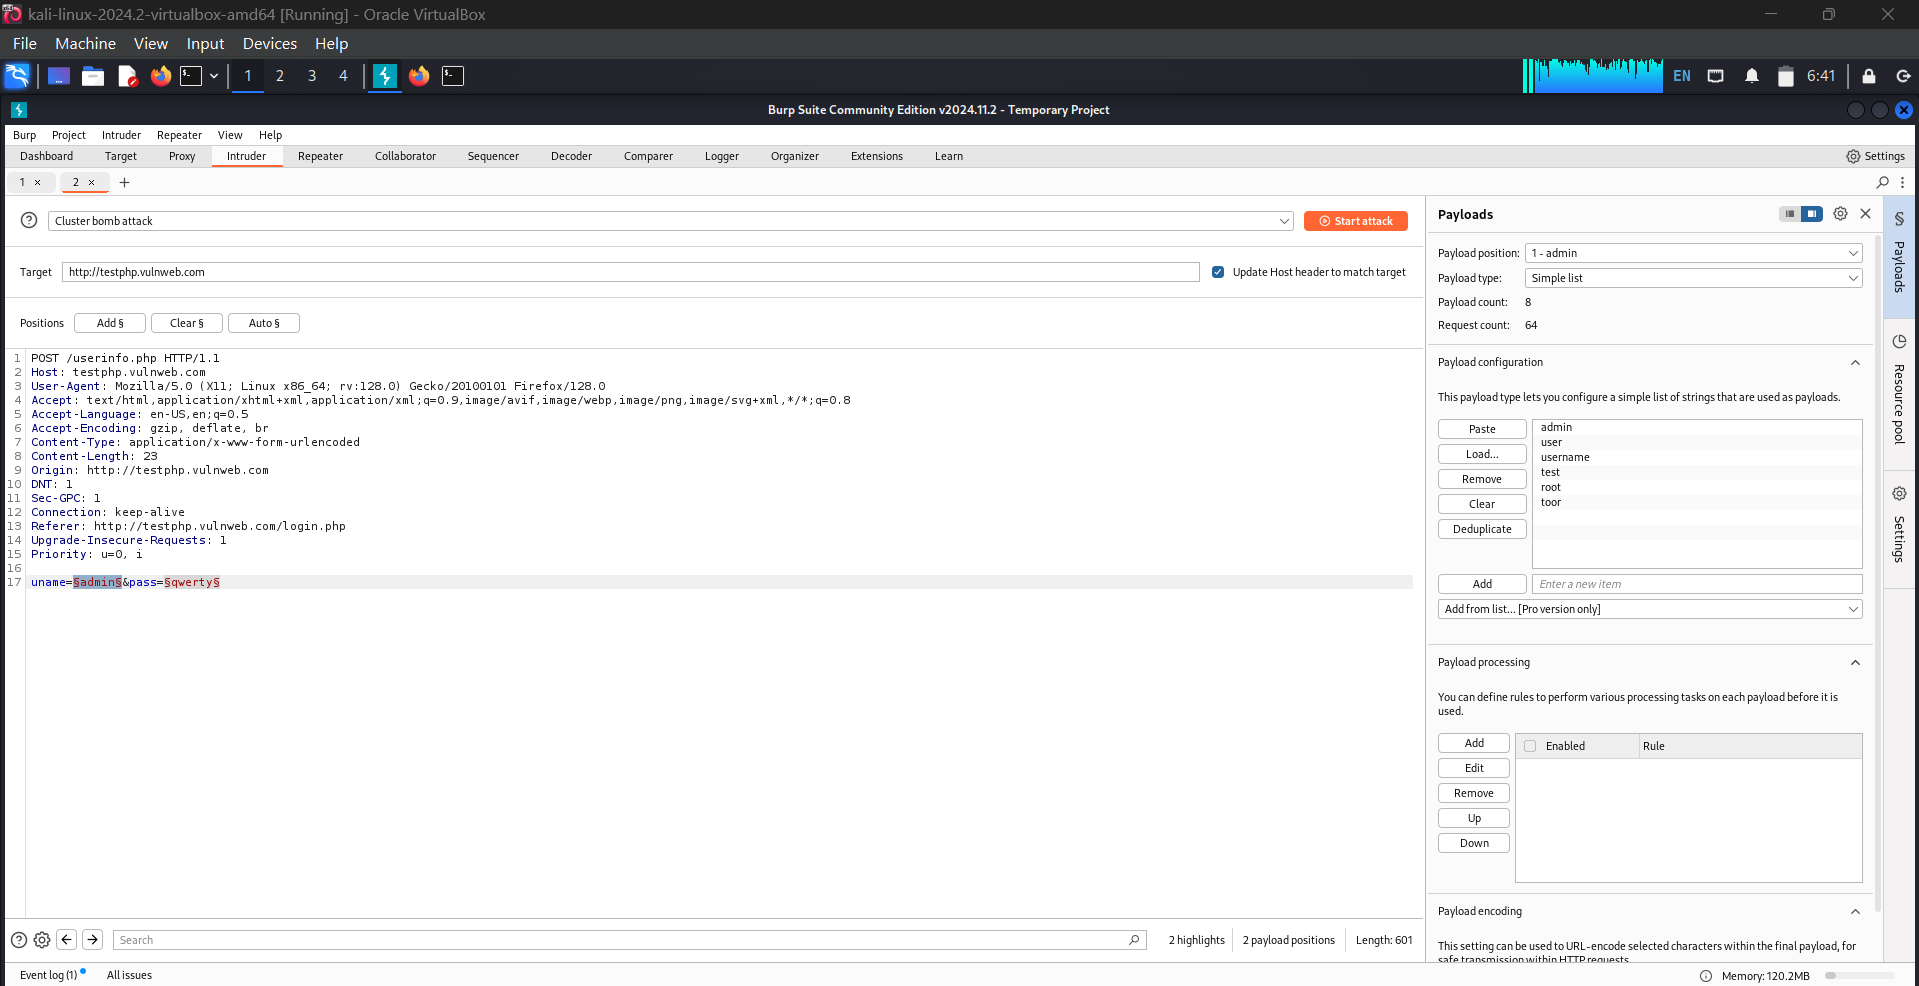 kali-linux-2024.2-virtualbox-amd64 [Running] - Oracle VirtualBox
File Machine View Input Devices Help
1 2 3 4 EN 6:41
Burp Suite Community Edition v2024.11.2 - Temporary Project
Burp Project Intruder Repeater View Help
Dashboard Target Proxy Intruder Repeater Collaborator Sequencer Decoder Comparer Logger Organizer Extensions Learn Settings
1 × 2 × +
Cluster bomb attack Start attack
Target http://testphp.vulnweb.com Update Host header to match target
Positions Add § Clear § Auto §
1 POST /userinfo.php HTTP/1.1
2 Host: testphp.vulnweb.com
3 User-Agent: Mozilla/5.0 (X11; Linux x86_64; rv:128.0) Gecko/20100101 Firefox/128.0
4 Accept: text/html,application/xhtml+xml,application/xml;q=0.9,image/avif,image/webp,image/png,image/svg+xml,*/*;q=0.8
5 Accept-Language: en-US,en;q=0.5
6 Accept-Encoding: gzip, deflate, br
7 Content-Type: application/x-www-form-urlencoded
8 Content-Length: 23
9 Origin: http://testphp.vulnweb.com
10 DNT: 1
11 Sec-GPC: 1
12 Connection: keep-alive
13 Referer: http://testphp.vulnweb.com/login.php
14 Upgrade-Insecure-Requests: 1
15 Priority: u=0, i
16
17 uname=§admin§&pass=§qwerty§
Search 2 highlights 2 payload positions Length: 601
Payloads
Payload position: 1 - admin
Payload type: Simple list
Payload count: 8
Request count: 64
Payload configuration
This payload type lets you configure a simple list of strings that are used as payloads.
Paste
Load...
Remove
Clear
Deduplicate
admin
user
username
test
root
toor
Add Enter a new item
Add from list... [Pro version only]
Payload processing
You can define rules to perform various processing tasks on each payload before it is
used.
Add
Edit
Remove
Up
Down
Enabled Rule
Payload encoding
This setting can be used to URL-encode selected characters within the final payload, for
safe transmission within HTTP requests.
§ Payloads
Resource pool
Settings
Event log (1) All issues Memory: 120.2MB